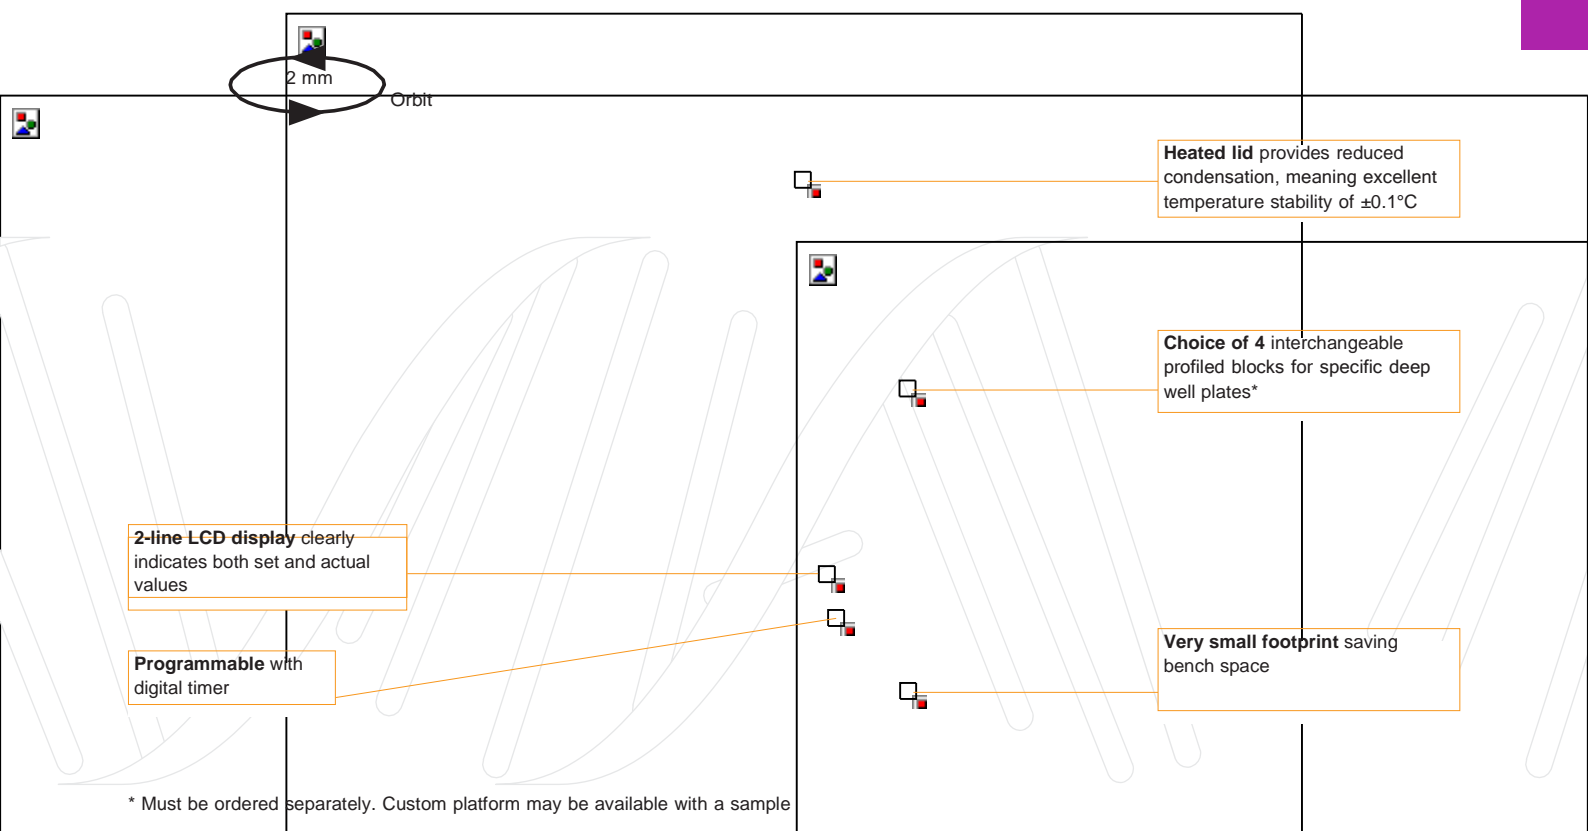 2 mm
Orbit
Heated lid provides reduced
condensation, meaning excellent
temperature stability of ±0.1°C
Choice of 4 interchangeable
profiled blocks for specific deep
well plates*
2-line LCD display clearly
indicates both set and actual
values
Programmable with
digital timer
Very small footprint saving
bench space
* Must be ordered separately. Custom platform may be available with a sample